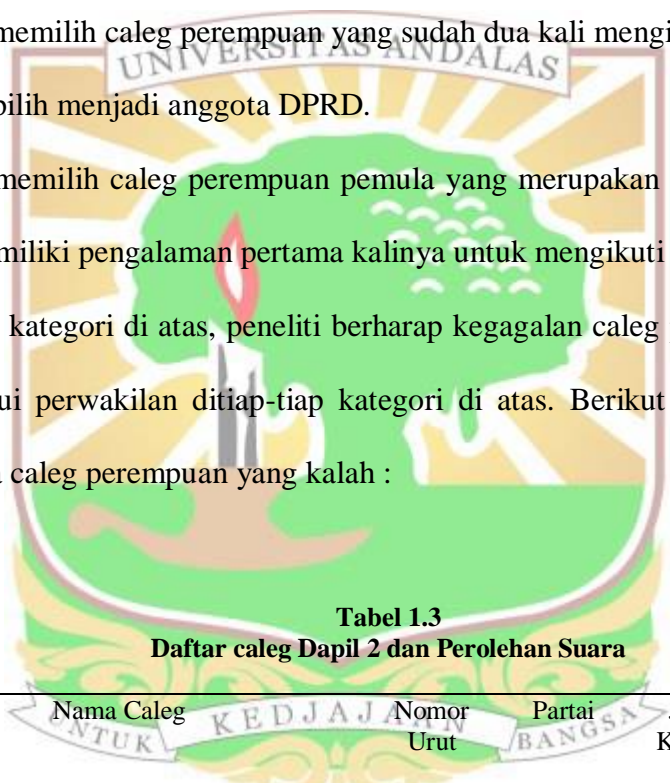 memilih caleg perempuan yang sudah dua kali mengi
UNIVERSITAS ANDALAS
pilih menjadi anggota DPRD.
memilih caleg perempuan pemula yang merupakan
miliki pengalaman pertama kalinya untuk mengikuti
kategori di atas, peneliti berharap kegagalan caleg
ui perwakilan ditiap-tiap kategori di atas. Berikut
a caleg perempuan yang kalah :
Tabel 1.3
Daftar caleg Dapil 2 dan Perolehan Suara
Nama Caleg Nomor Partai
Urut K
UNTUK KEDJAJAAN BANGSA